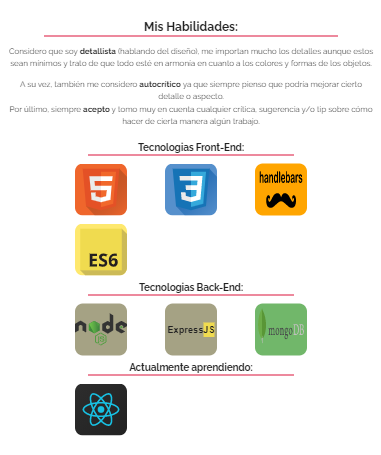 Mis Habilidades:
Considero que soy detallista (hablando del diseño), me importan mucho los detalles aunque estos
sean mínimos y trato de que todo esté en armonía en cuanto a los colores y formas de los objetos.
A su vez, también me considero autocrítico ya que siempre pienso que podría mejorar cierto
detalle o aspecto.
Por último, siempre acepto y tomo muy en cuenta cualquier crítica, sugerencia y/o tip sobre cómo
hacer de cierta manera algún trabajo.
Tecnologías Front-End:
5 3 handlebars
ES6
Tecnologías Back-End:
node JS ExpressJS mongoDB
Actualmente aprendiendo: